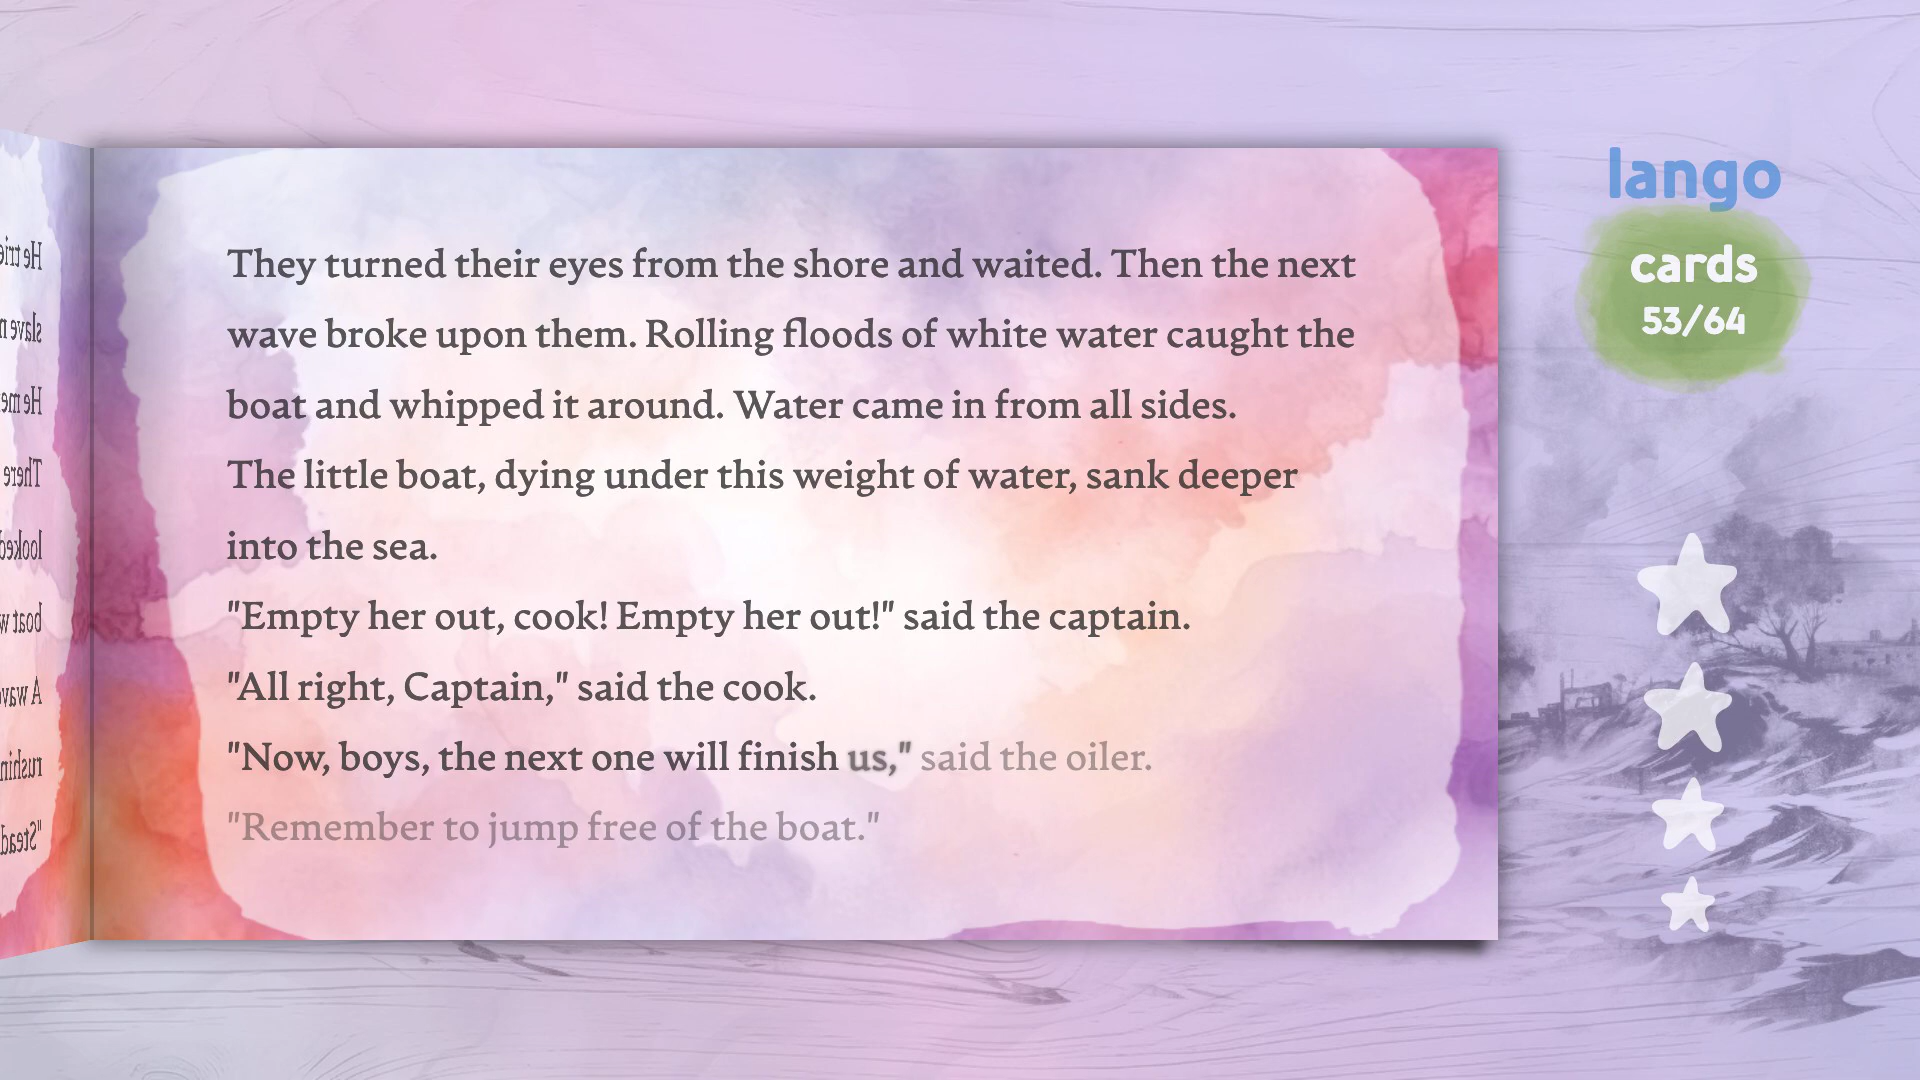 They turned their eyes from the shore and waited. Then the next
wave broke upon them. Rolling floods of white water caught the
boat and whipped it around. Water came in from all sides.
The little boat, dying under this weight of water, sank deeper
into the sea.
"Empty her out, cook! Empty her out!" said the captain.
"All right, Captain," said the cook.
"Now, boys, the next one will finish us," said the oiler.
"Remember to jump free of the boat."
lango
cards
53/64